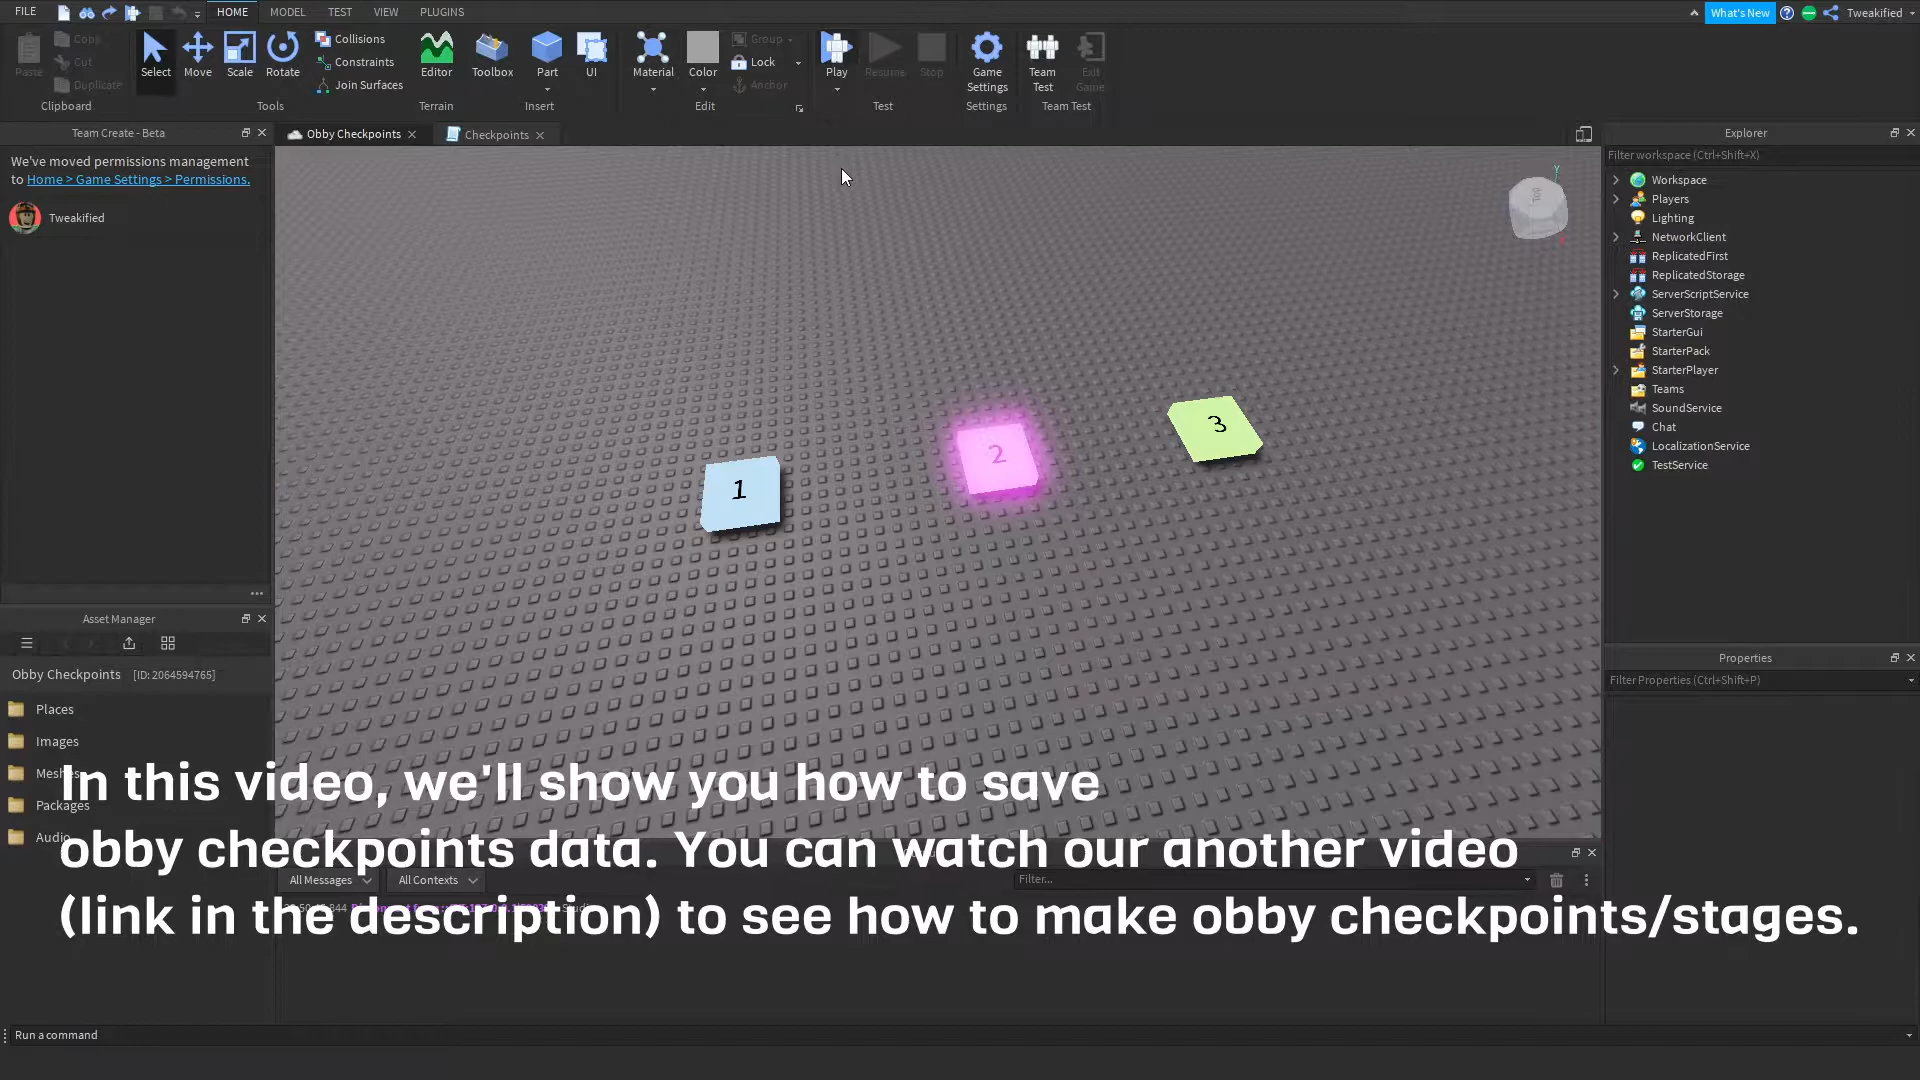 FILE
HOME
MODEL
TEST
VIEW
PLUGINS
What's New
Tweakified
Paste
Copy
Cut
Duplicate
Clipboard
Select
Move
Scale
Rotate
Collisions
Constraints
Join Surfaces
Tools
Editor
Terrain
Toolbox
Part
UI
Insert
Material
Color
Group
Lock
Anchor
Edit
Play
Resume
Stop
Test
Game
Settings
Settings
Team
Test
Exit
Game
Team Test
Team Create - Beta
We've moved permissions management
to Home > Game Settings > Permissions.
Tweakified
Obby Checkpoints
Checkpoints
Top
Y
1
2
3
Explorer
Filter workspace (Ctrl+Shift+X)
Workspace
Players
Lighting
NetworkClient
ReplicatedFirst
ReplicatedStorage
ServerScriptService
ServerStorage
StarterGui
StarterPack
StarterPlayer
Teams
SoundService
Chat
LocalizationService
TestService
Properties
Filter Properties (Ctrl+Shift+P)
Asset Manager
Obby Checkpoints [ID: 2064594765]
Places
Images
Meshes
Packages
Audio
In this video, we'll show you how to save
obby checkpoints data. You can watch our another video
(link in the description) to see how to make obby checkpoints/stages.
All Messages
All Contexts
Filter...
Run a command